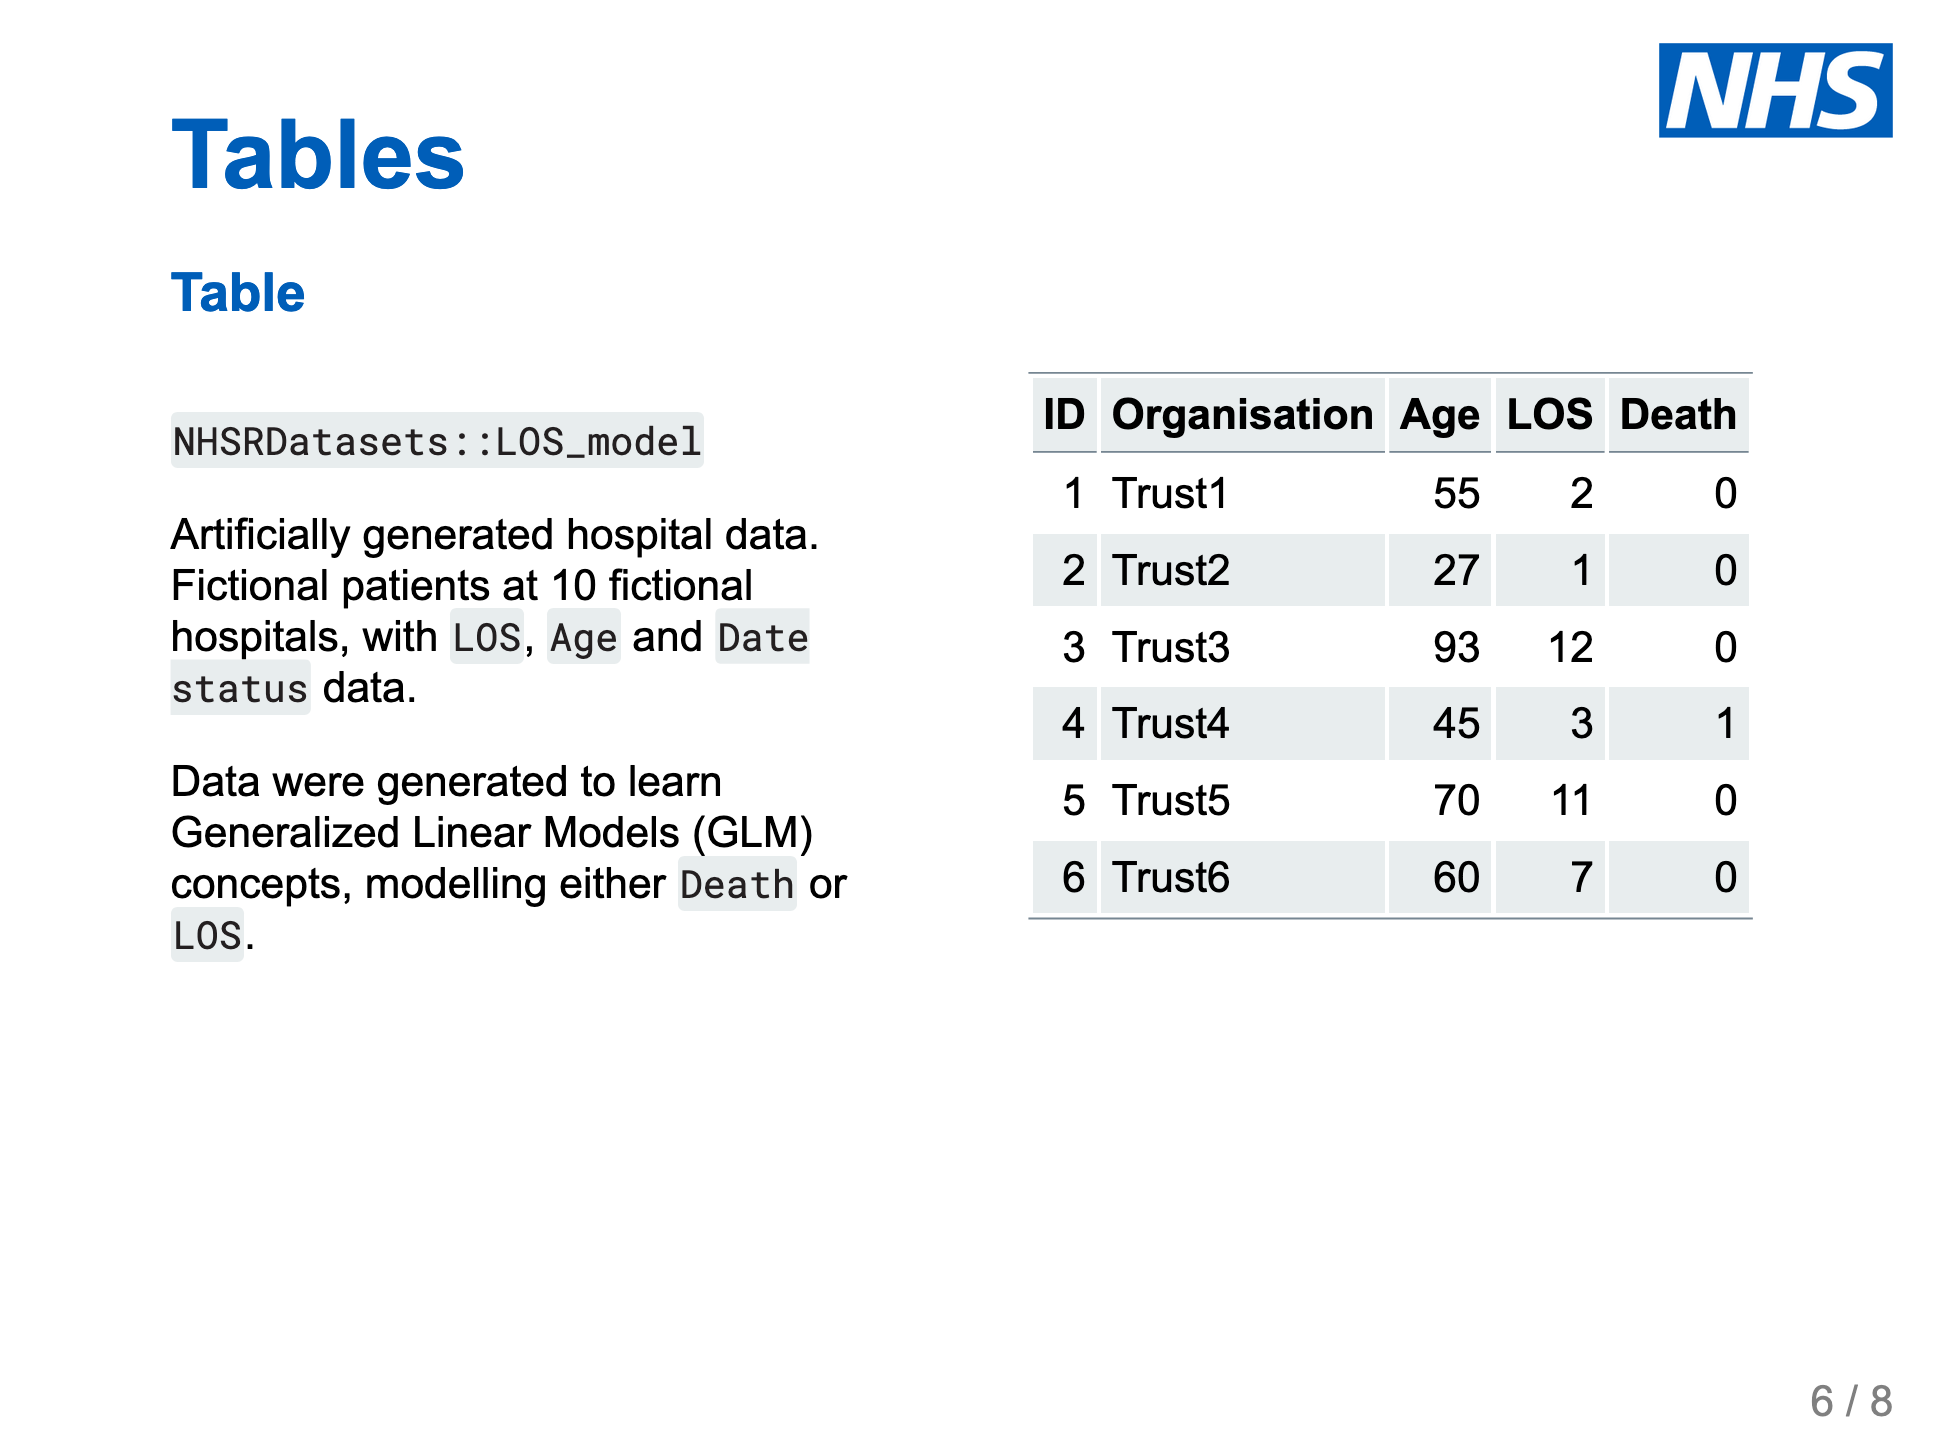 NHS
Tables
Table
NHSRDatasets::LOS_model
Artificially generated hospital data.
Fictional patients at 10 fictional
hospitals, with LOS, Age and Date
status data.
Data were generated to learn
Generalized Linear Models (GLM)
concepts, modelling either Death or
LOS.
ID Organisation Age LOS Death
1 Trust1 55 2 0
2 Trust2 27 1 0
3 Trust3 93 12 0
4 Trust4 45 3 1
5 Trust5 70 11 0
6 Trust6 60 7 0
6 / 8